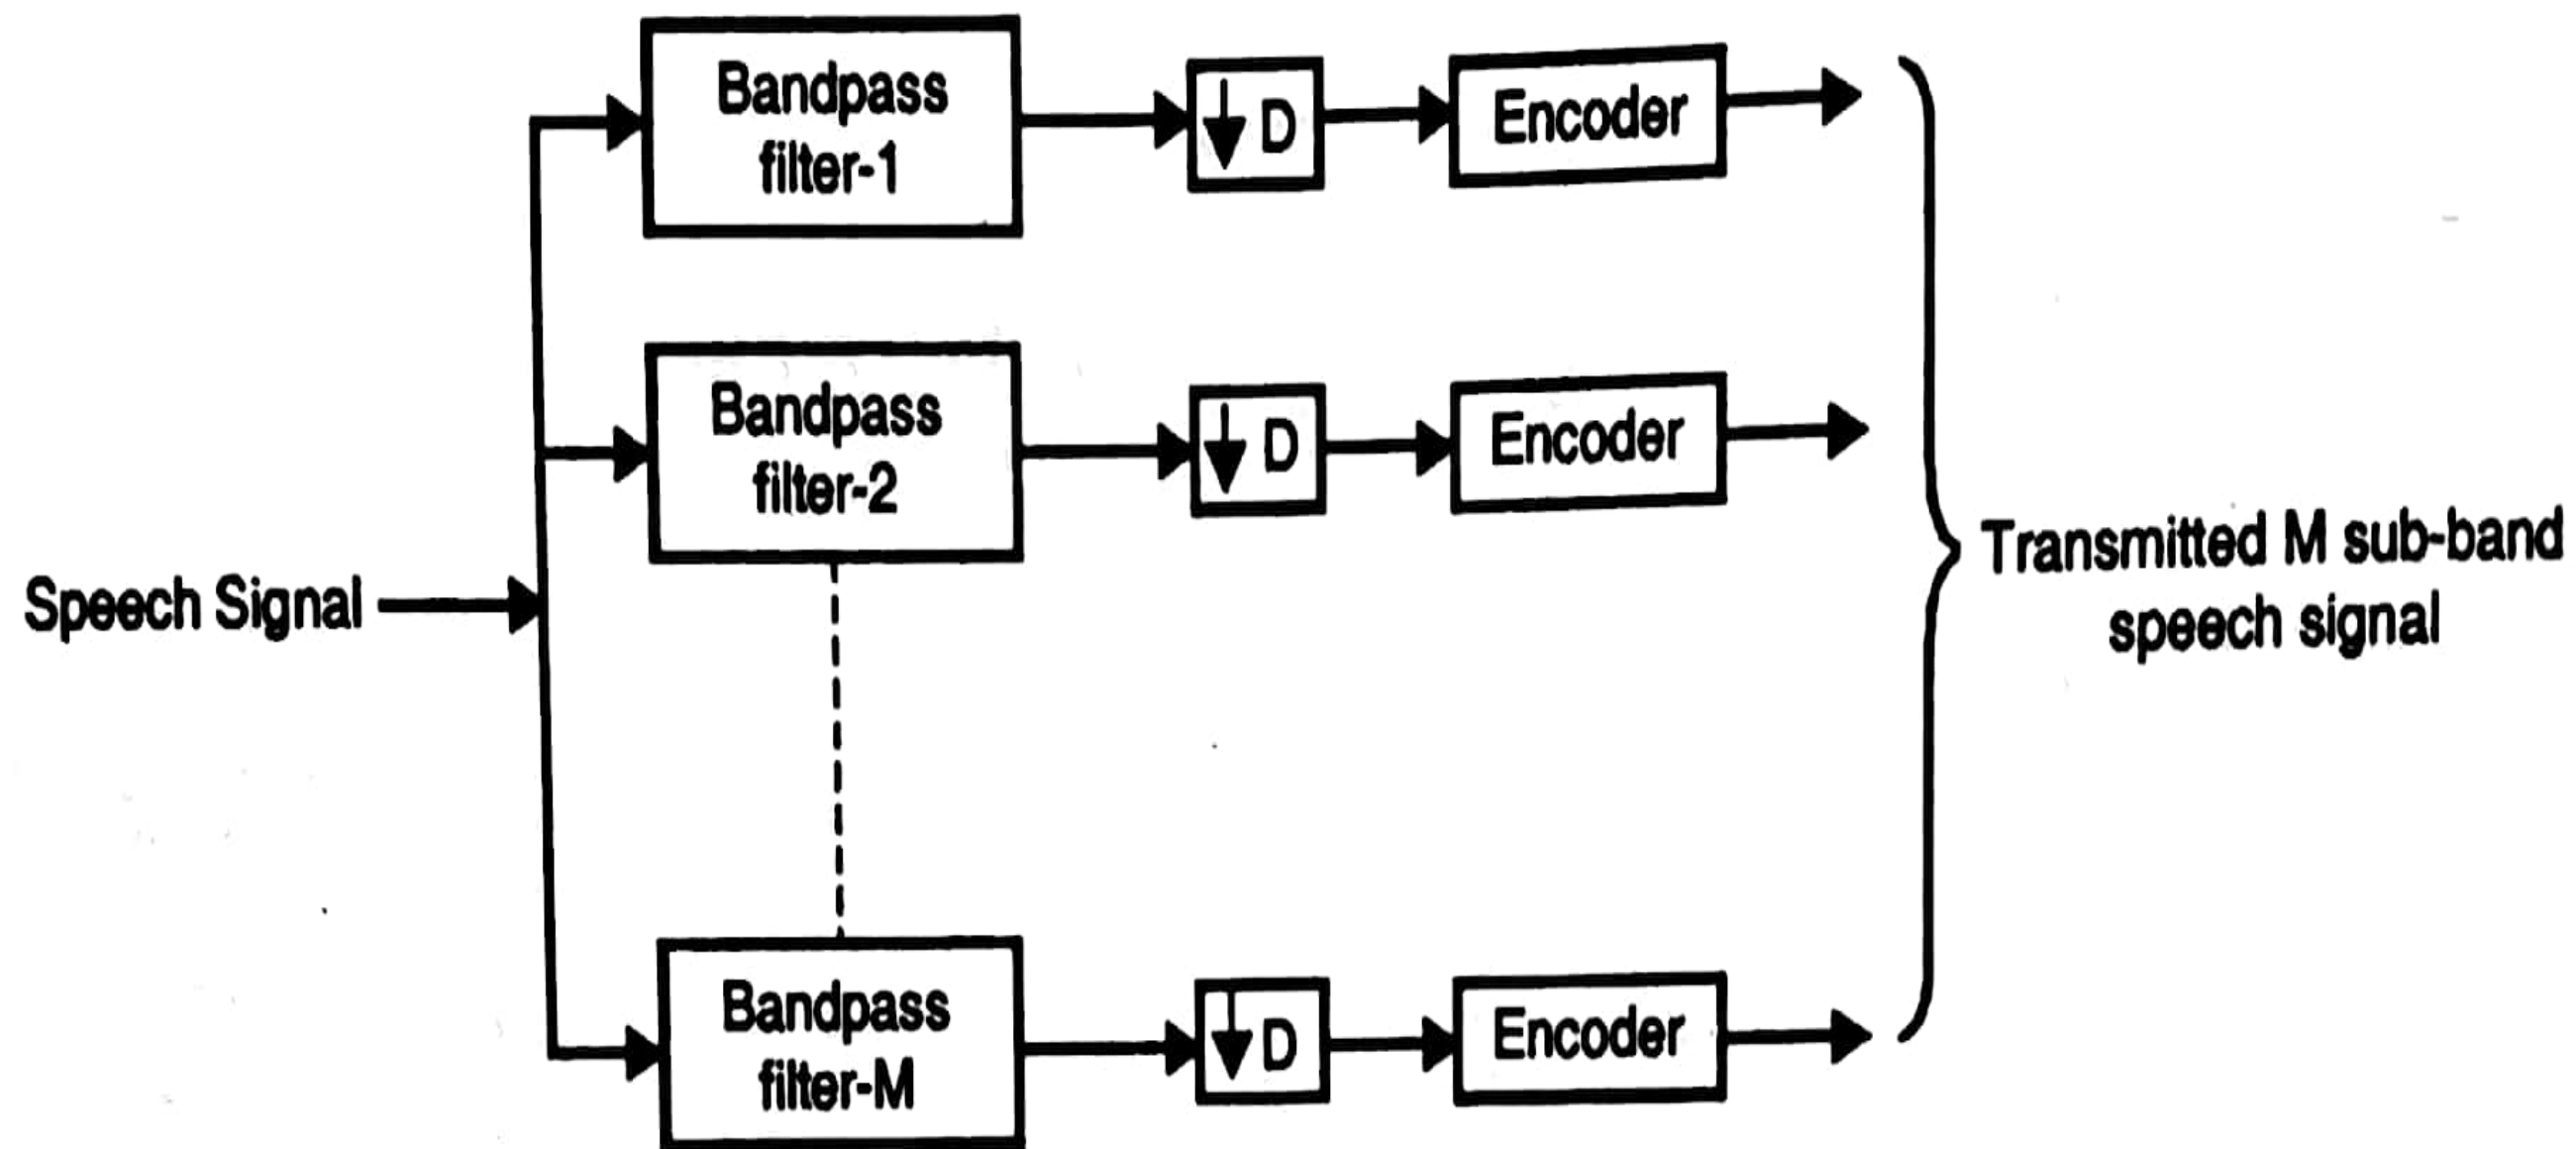 Bandpass
filter-1
D
Encoder
Bandpass
filter-2
D
Encoder
Speech Signal
Transmitted M sub-band
speech signal
Bandpass
filter-M
D
Encoder